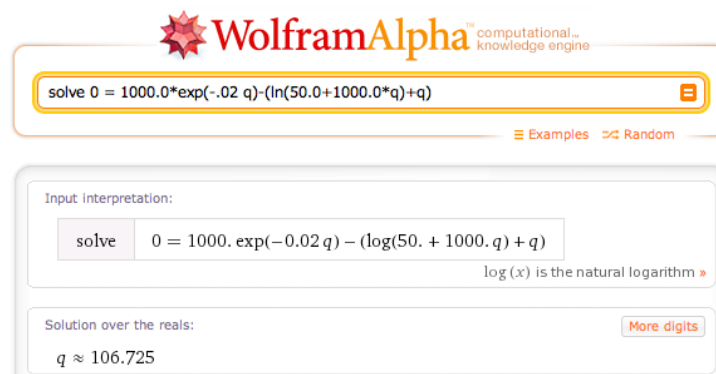 WolframAlpha™ computational...
knowledge engine
solve 0 = 1000.0*exp(-.02 q)-(ln(50.0+1000.0*q)+q)
=
Examples Random
Input interpretation:
solve 0 = 1000. exp(−0.02 q) − (log(50. + 1000. q) + q)
log(x) is the natural logarithm »
Solution over the reals:
More digits
q ≈ 106.725